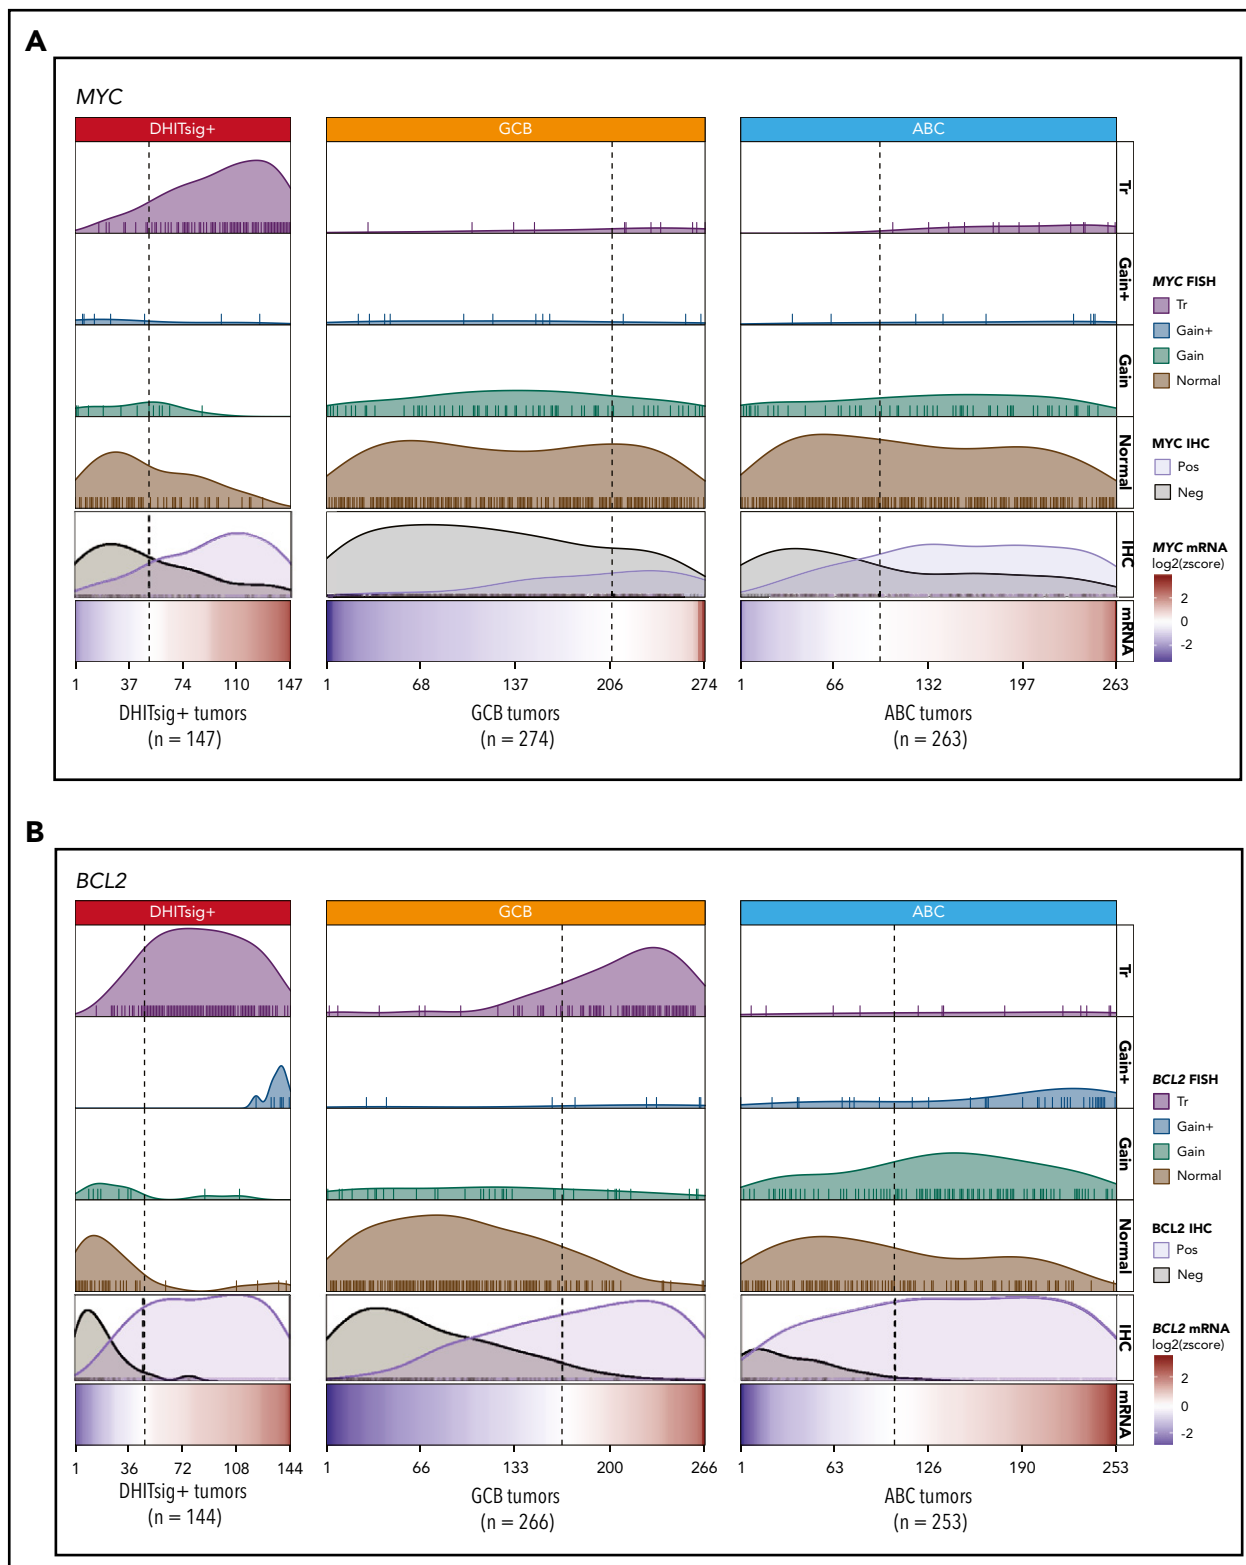 A
MYC
DHITsig+ GCB ABC
Tr
Gain+
Gain
Normal
IHC
mRNA
MYC FISH
Tr
Gain+
Gain
Normal
MYC IHC
Pos
Neg
MYC mRNA
log2(zscore)
2
0
-2
1 37 74 110 147 1 68 137 206 274 1 66 132 197 263
DHITsig+ tumors GCB tumors ABC tumors
(n = 147) (n = 274) (n = 263)
B
BCL2
DHITsig+ GCB ABC
Tr
Gain+
Gain
Normal
IHC
mRNA
BCL2 FISH
Tr
Gain+
Gain
Normal
BCL2 IHC
Pos
Neg
BCL2 mRNA
log2(zscore)
2
0
-2
1 36 72 108 144 1 66 133 200 266 1 63 126 190 253
DHITsig+ tumors GCB tumors ABC tumors
(n = 144) (n = 266) (n = 253)